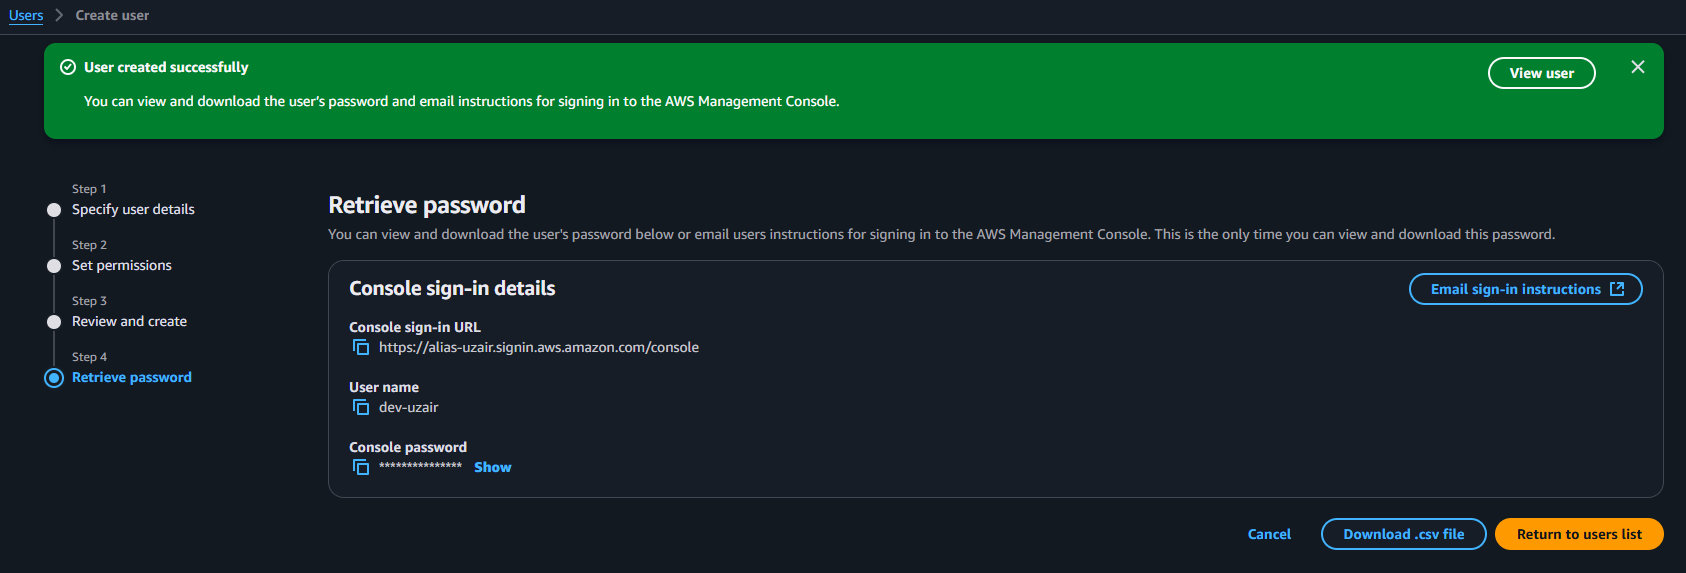 Users > Create user
User created successfully
View user
You can view and download the user's password and email instructions for signing in to the AWS Management Console.
Step 1
Specify user details
Step 2
Set permissions
Step 3
Review and create
Step 4
Retrieve password
Retrieve password
You can view and download the user's password below or email users instructions for signing in to the AWS Management Console. This is the only time you can view and download this password.
Console sign-in details
Email sign-in instructions
Console sign-in URL
https://alias-uzair.signin.aws.amazon.com/console
User name
dev-uzair
Console password
*************** Show
Cancel
Download .csv file
Return to users list